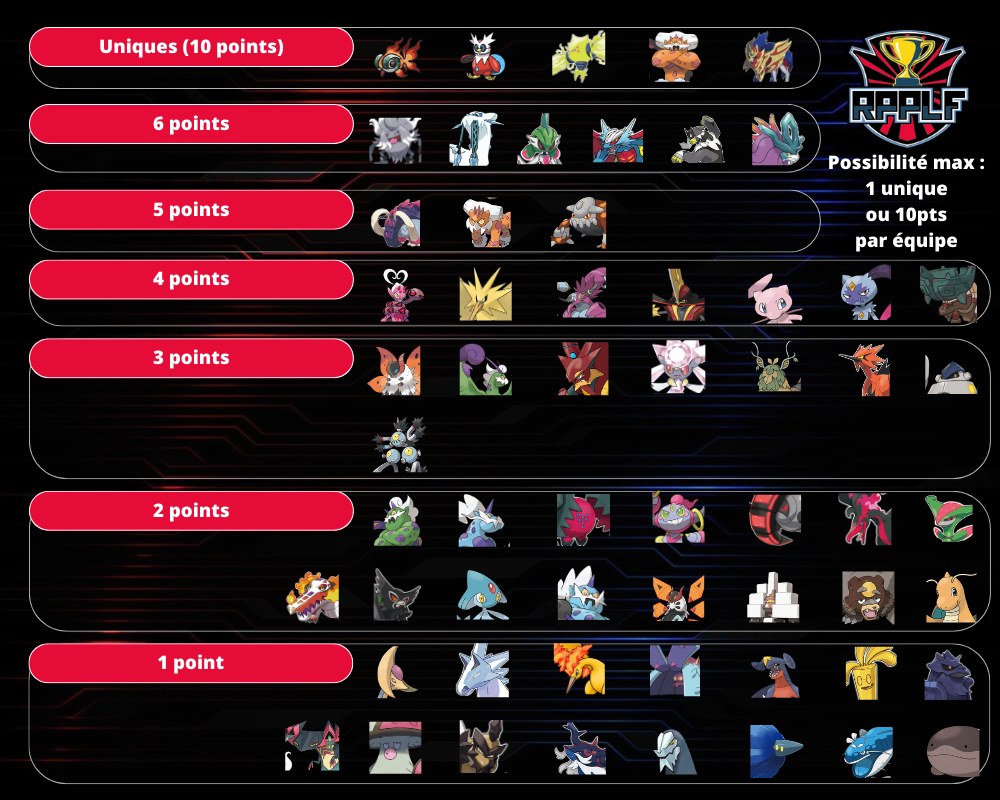 Uniques (10 points)
RPPLF
6 points
Possibilité max :
1 unique
ou 10pts
par équipe
5 points
4 points
3 points
2 points
1 point